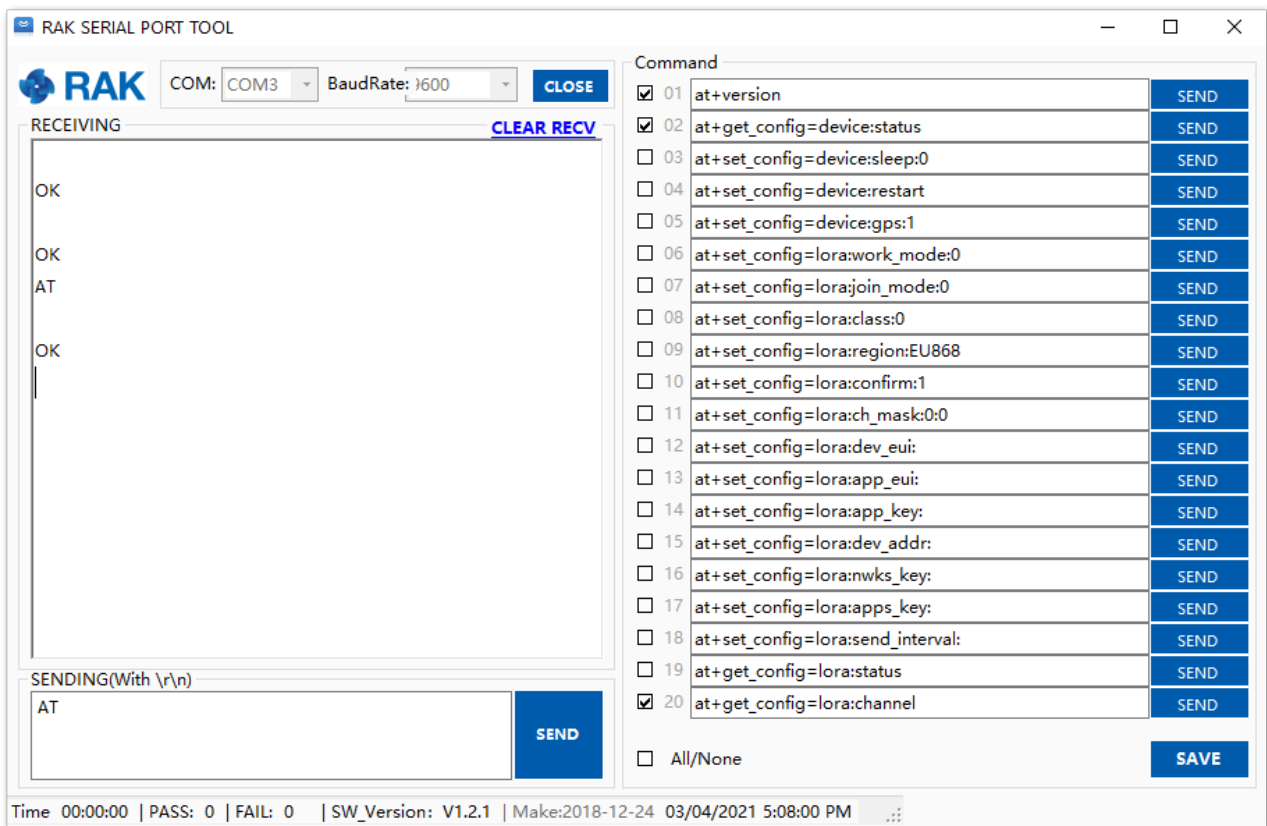 RAK SERIAL PORT TOOL
RAK
COM: COM3 BaudRate: 9600 CLOSE
RECEIVING CLEAR RECV
OK
OK
AT
OK
SENDING(With \r\n)
AT
SEND
Command
01 at+version SEND
02 at+get_config=device:status SEND
03 at+set_config=device:sleep:0 SEND
04 at+set_config=device:restart SEND
05 at+set_config=device:gps:1 SEND
06 at+set_config=lora:work_mode:0 SEND
07 at+set_config=lora:join_mode:0 SEND
08 at+set_config=lora:class:0 SEND
09 at+set_config=lora:region:EU868 SEND
10 at+set_config=lora:confirm:1 SEND
11 at+set_config=lora:ch_mask:0:0 SEND
12 at+set_config=lora:dev_eui: SEND
13 at+set_config=lora:app_eui: SEND
14 at+set_config=lora:app_key: SEND
15 at+set_config=lora:dev_addr: SEND
16 at+set_config=lora:nwks_key: SEND
17 at+set_config=lora:apps_key: SEND
18 at+set_config=lora:send_interval: SEND
19 at+get_config=lora:status SEND
20 at+get_config=lora:channel SEND
All/None SAVE
Time 00:00:00 | PASS: 0 | FAIL: 0 | SW_Version: V1.2.1 | Make:2018-12-24 03/04/2021 5:08:00 PM